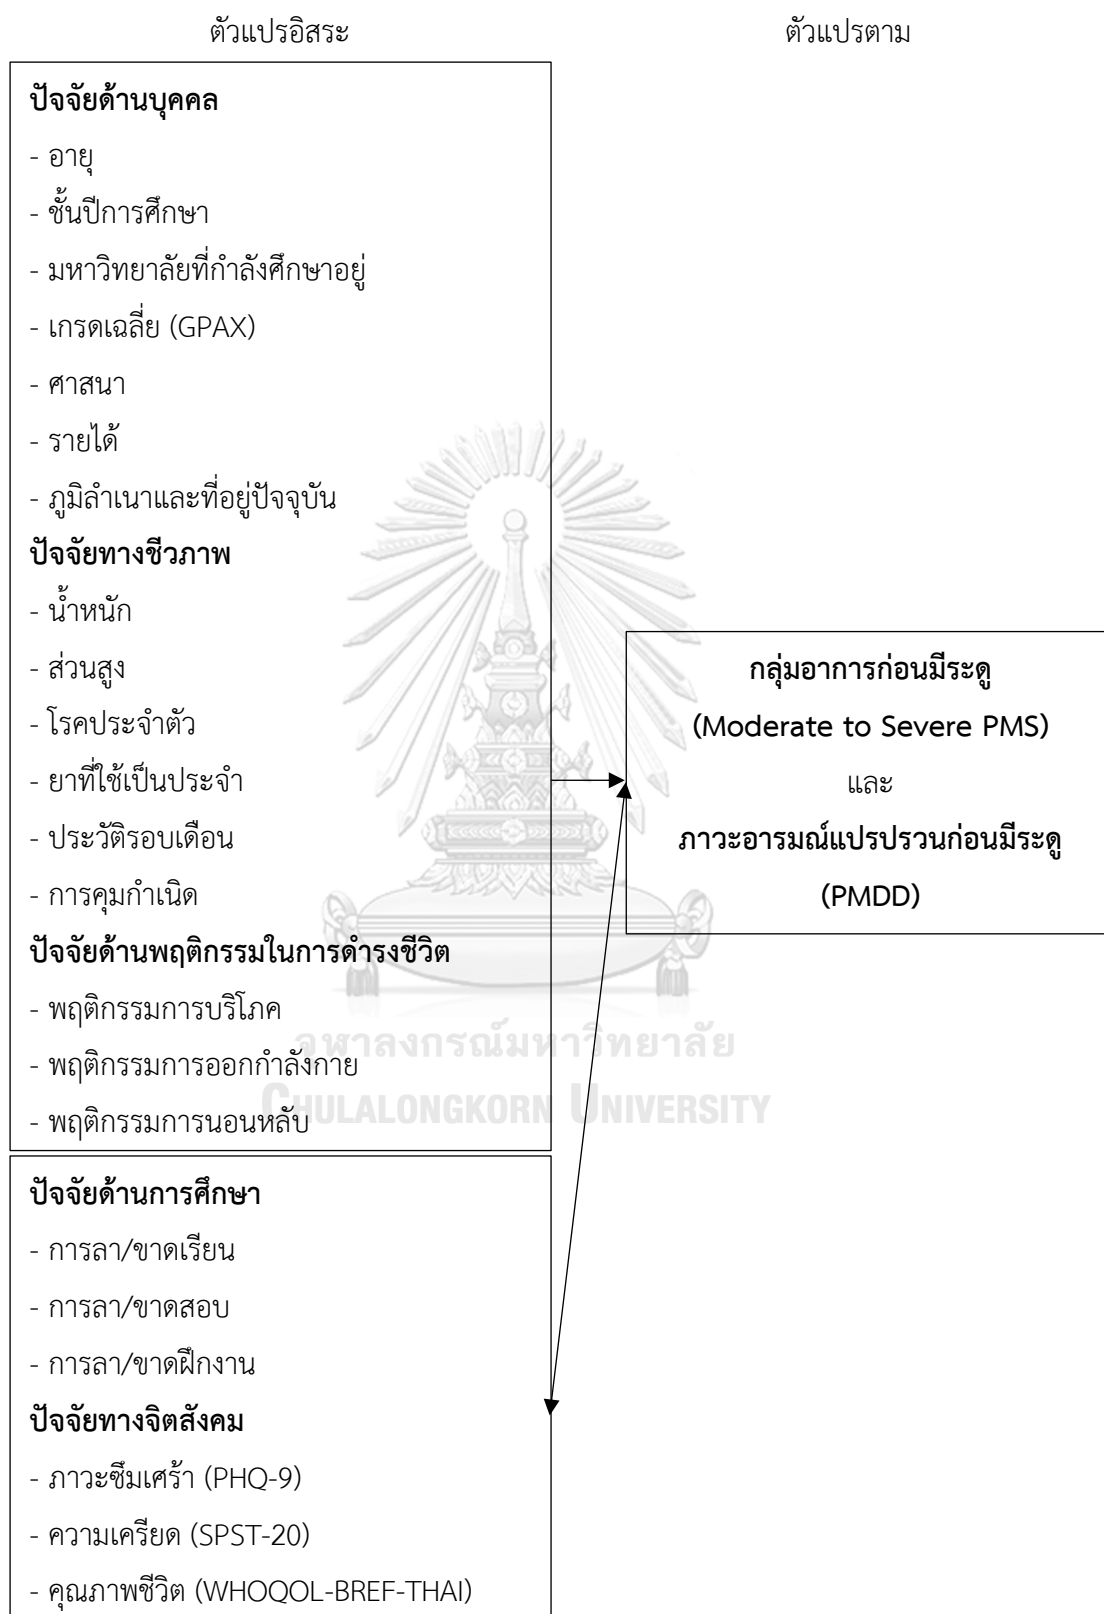 ตัวแปรอิสระ
ตัวแปรตาม
ปัจจัยด้านบุคคล
- อายุ
- ชั้นปีการศึกษา
- มหาวิทยาลัยที่กำลังศึกษาอยู่
- เกรดเฉลี่ย (GPAX)
- ศาสนา
- รายได้
- ภูมิลำเนาและที่อยู่ปัจจุบัน
ปัจจัยทางชีวภาพ
- น้ำหนัก
- ส่วนสูง
- โรคประจำตัว
- ยาที่ใช้เป็นประจำ
- ประวัติรอบเดือน
- การคุมกำเนิด
ปัจจัยด้านพฤติกรรมในการดำรงชีวิต
- พฤติกรรมการบริโภค
- พฤติกรรมการออกกำลังกาย
- พฤติกรรมการนอนหลับ
ปัจจัยด้านการศึกษา
- การลา/ขาดเรียน
- การลา/ขาดสอบ
- การลา/ขาดฝึกงาน
ปัจจัยทางจิตสังคม
- ภาวะซึมเศร้า (PHQ-9)
- ความเครียด (SPST-20)
- คุณภาพชีวิต (WHOQOL-BREF-THAI)
กลุ่มอาการก่อนมีระดู
(Moderate to Severe PMS)
และ
ภาวะอารมณ์แปรปรวนก่อนมีระดู
(PMDD)
จุฬาลงกรณ์มหาวิทยาลัย
CHULALONGKORN UNIVERSITY